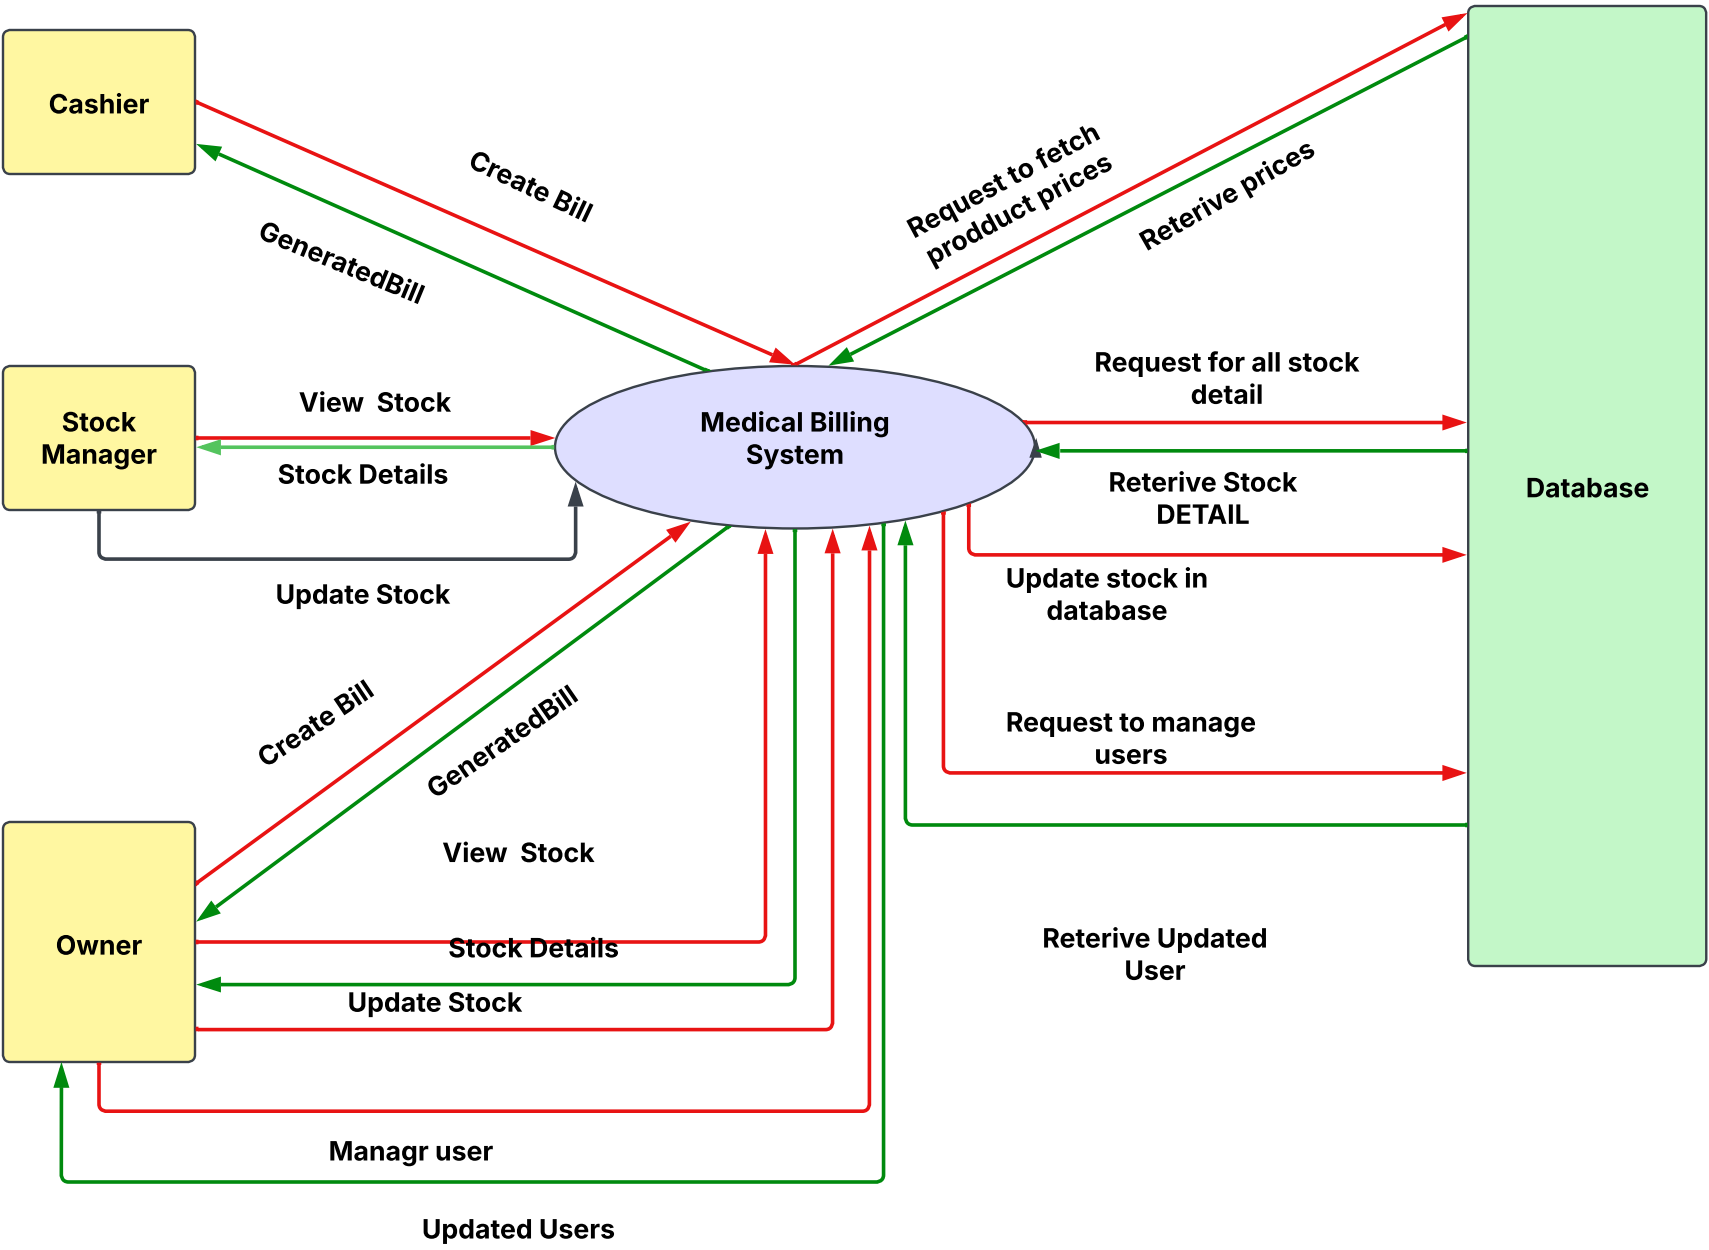 Cashier
Create Bill
GeneratedBill
Request to fetch
prodduct prices
Reterive prices
Stock
Manager
View  Stock
Stock Details
Update Stock
Medical Billing
System
Request for all stock
detail
Reterive Stock
DETAIL
Database
Update stock in
database
Request to manage
users
Create Bill
GeneratedBill
Owner
View  Stock
Stock Details
Update Stock
Reterive Updated
User
Managr user
Updated Users